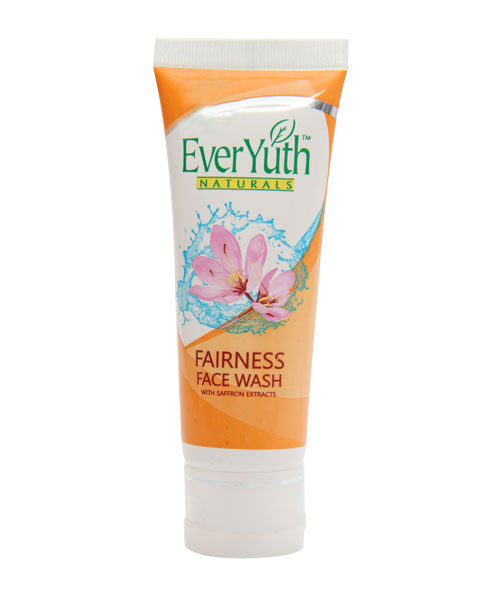 EverYuth™
NATURALS
FAIRNESS
FACE WASH
WITH SAFFRON EXTRACTS